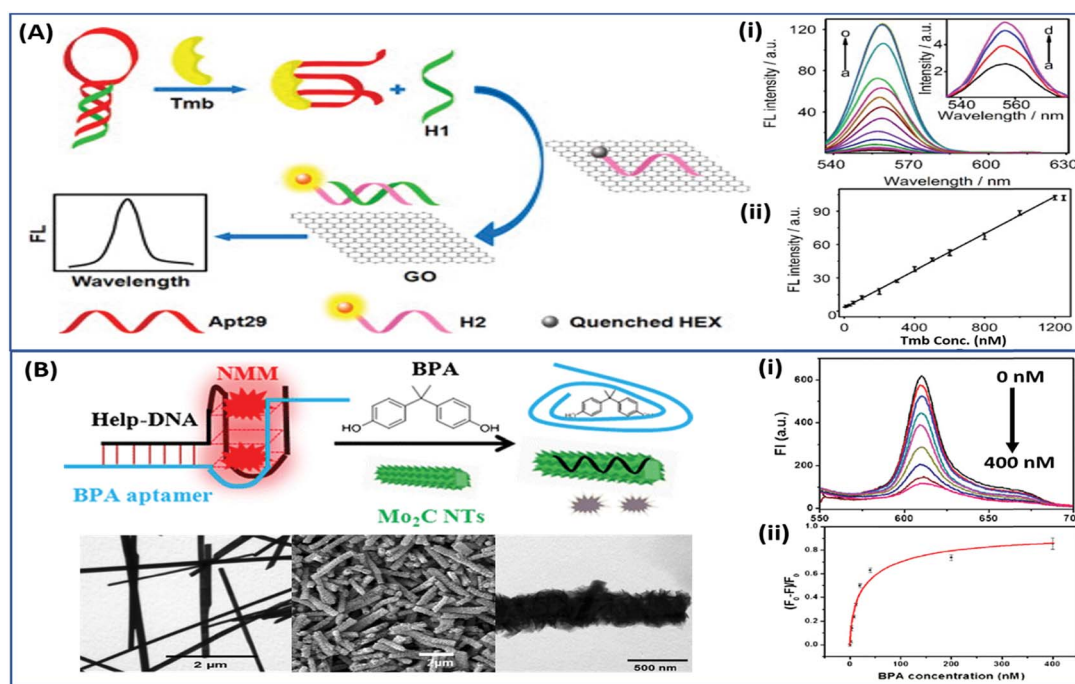 (A)
Tmb
+
H1
FL
Wavelength
GO
Apt29
H2
Quenched HEX
(i)
FL intensity / a.u.
120
80
40
o
a
540
570
600
630
Wavelength / nm
Intensity / a.u.
4
2
d
a
540
560
Wavelength / nm
(ii)
FL intensity / a.u.
90
60
30
0
0
400
800
1200
Tmb Conc. (nM)
(B)
NMM
Help-DNA
BPA aptamer
BPA
HO
OH
Mo₂C NTs
HO
2 μm
2μm
500 nm
(i)
FI (a.u.)
600
400
200
0
0 nM
400 nM
550
600
650
700
(ii)
(F₀-F)/F₀
1.0
0.8
0.6
0.4
0.2
0.0
0
100
200
300
400
BPA concentration (nM)